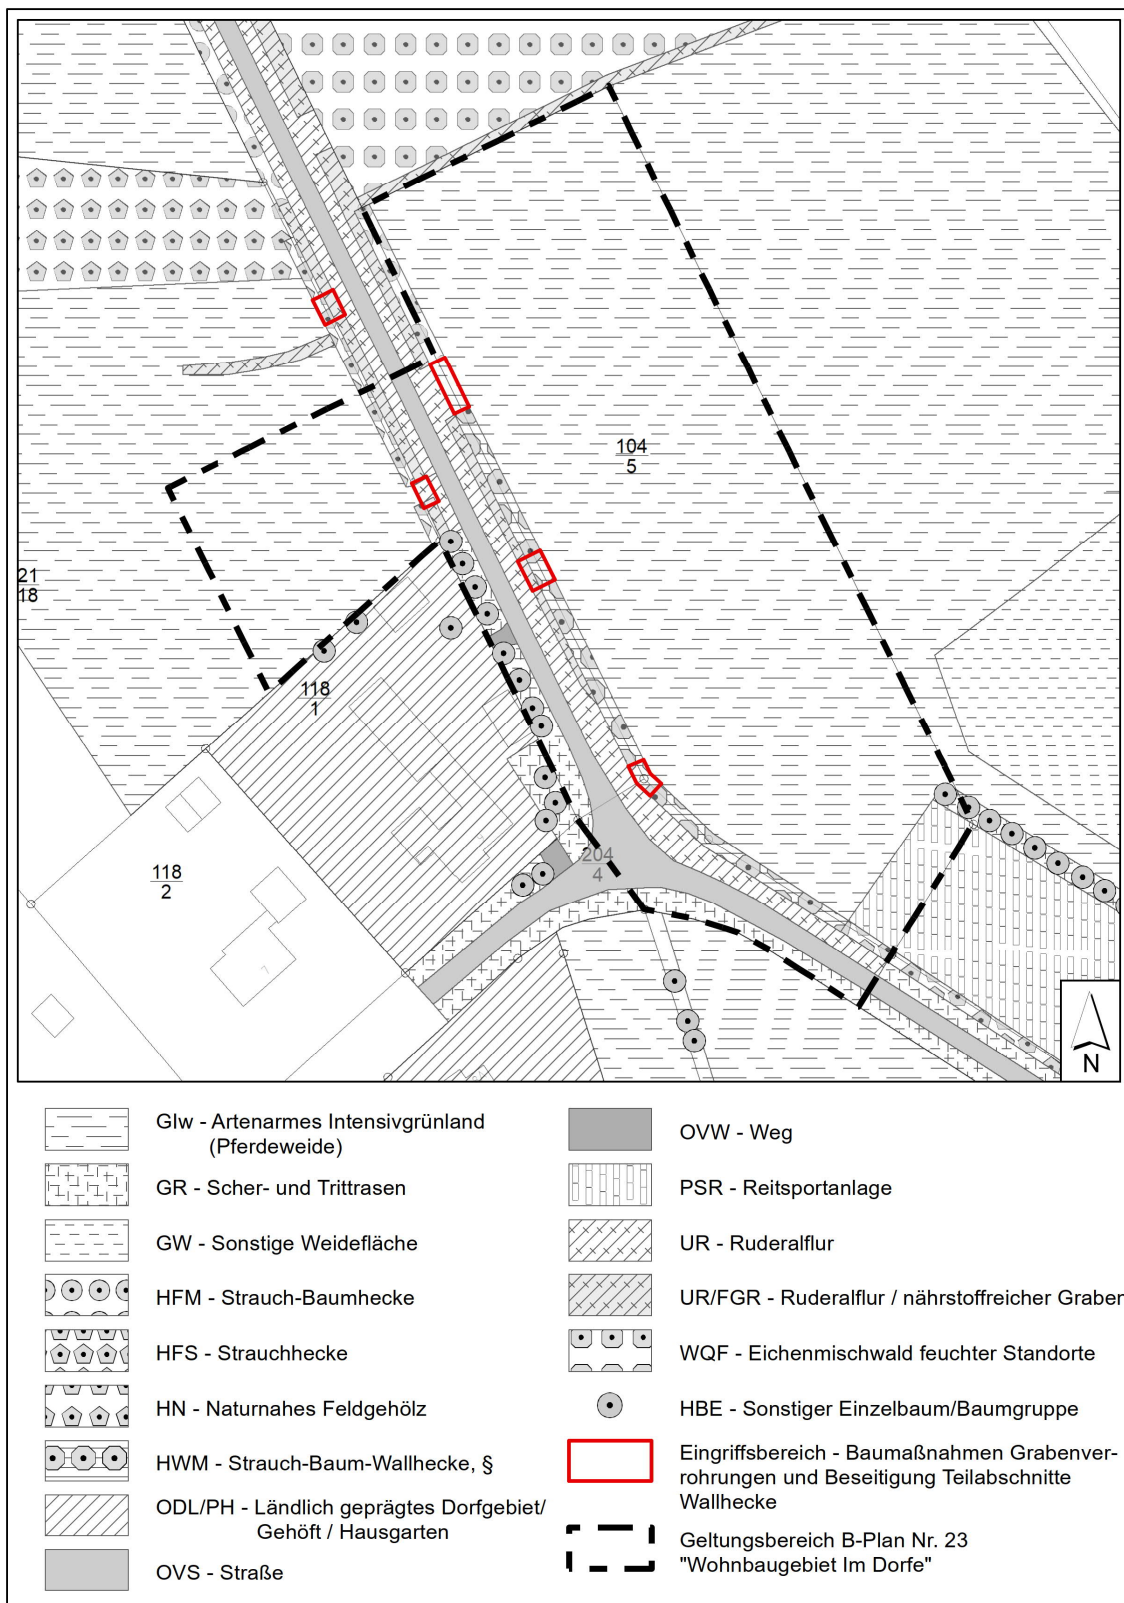 104
5
21
18
118
1
118
2
204
4
7
N
GIw - Artenarmes Intensivgrünland
(Pferdeweide)
GR - Scher- und Trittrasen
GW - Sonstige Weidefläche
HFM - Strauch-Baumhecke
HFS - Strauchhecke
HN - Naturnahes Feldgehölz
HWM - Strauch-Baum-Wallhecke, §
ODL/PH - Ländlich geprägtes Dorfgebiet/
Gehöft / Hausgarten
OVS - Straße
OVW - Weg
PSR - Reitsportanlage
UR - Ruderalflur
UR/FGR - Ruderalflur / nährstoffreicher Graben
WQF - Eichenmischwald feuchter Standorte
HBE - Sonstiger Einzelbaum/Baumgruppe
Eingriffsbereich - Baumaßnahmen Grabenver-
rohrungen und Beseitigung Teilabschnitte
Wallhecke
Geltungsbereich B-Plan Nr. 23
"Wohnbaugebiet Im Dorfe"